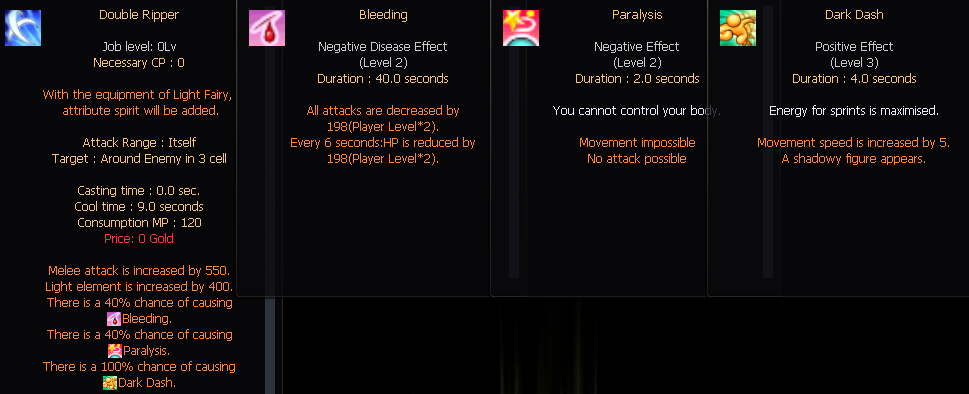 Double Ripper
Job level: 0Lv
Necessary CP : 0
With the equipment of Light Fairy,
attribute spirit will be added.
Attack Range : Itself
Target : Around Enemy in 3 cell
Casting time : 0.0 sec.
Cool time : 9.0 seconds
Consumption MP : 120
Price: 0 Gold
Melee attack is increased by 550.
Light element is increased by 400.
There is a 40% chance of causing
Bleeding.
There is a 40% chance of causing
Paralysis.
There is a 100% chance of causing
Dark Dash.
Bleeding
Negative Disease Effect
(Level 2)
Duration : 40.0 seconds
All attacks are decreased by
198(Player Level*2).
Every 6 seconds:HP is reduced by
198(Player Level*2).
Paralysis
Negative Effect
(Level 2)
Duration : 2.0 seconds
You cannot control your body.
Movement impossible
No attack possible
Dark Dash
Positive Effect
(Level 3)
Duration : 4.0 seconds
Energy for sprints is maximised.
Movement speed is increased by 5.
A shadowy figure appears.